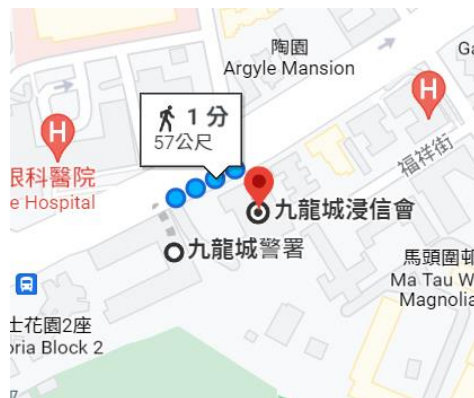 陶園
Argyle Mansion
Ga
1 分
57公尺
H
H
眼科醫院
e Hospital
福祥街
九龍城浸信會
九龍城警署
馬頭圍邨
Ma Tau W
Magnolia
士花園2座
oria Block 2